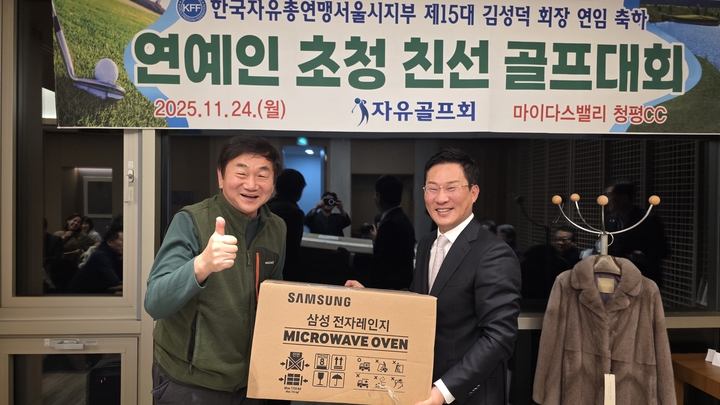 KFF 한국자유총연맹서울시지부 제15대 김성덕 회장 연임 축하
연예인 초청 친선 골프대회
2025.11.24.(월) 자유골프회 마이다스밸리 청평CC
SAMSUNG
삼성 전자레인지
MICROWAVE OVEN
8